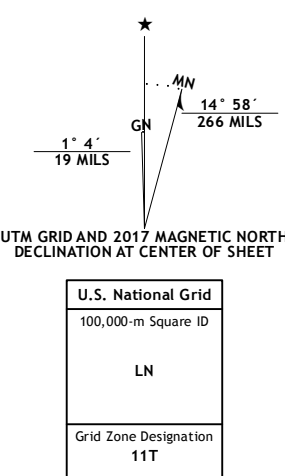 ★
MN
GN
14° 58´
266 MILS
1° 4´
19 MILS
UTM GRID AND 2017 MAGNETIC NORTH
DECLINATION AT CENTER OF SHEET
U.S. National Grid
100,000-m Square ID
LN
Grid Zone Designation
11T